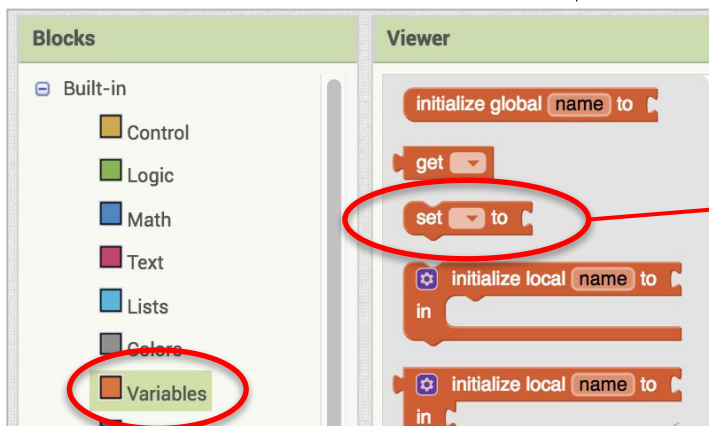 Blocks
Viewer
Built-in
Control
Logic
Math
Text
Lists
Colors
Variables
initialize global name to
get
set to
initialize local name to
in
initialize local name to
in